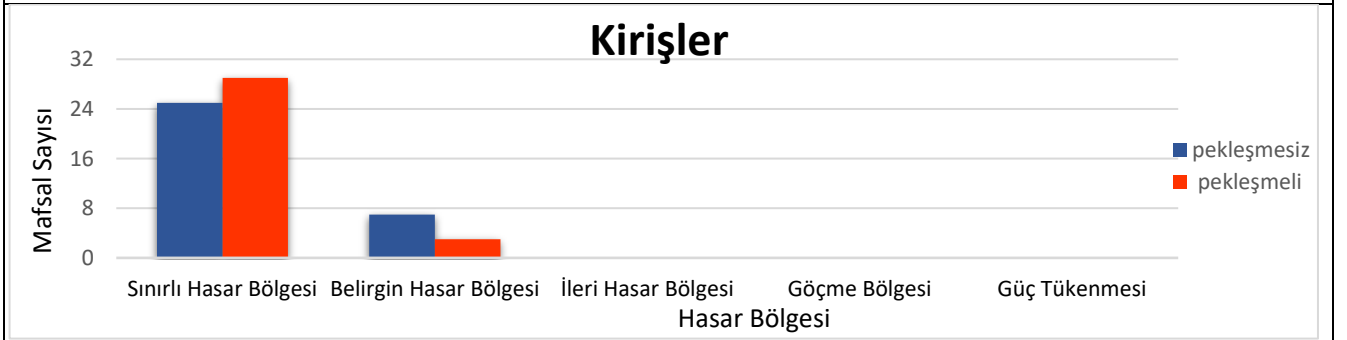 Kirişler
32
24
16
8
0
Mafsal Sayısı
Sınırlı Hasar Bölgesi Belirgin Hasar Bölgesi İleri Hasar Bölgesi Göçme Bölgesi Güç Tükenmesi
Hasar Bölgesi
pekleşmesiz
pekleşmeli